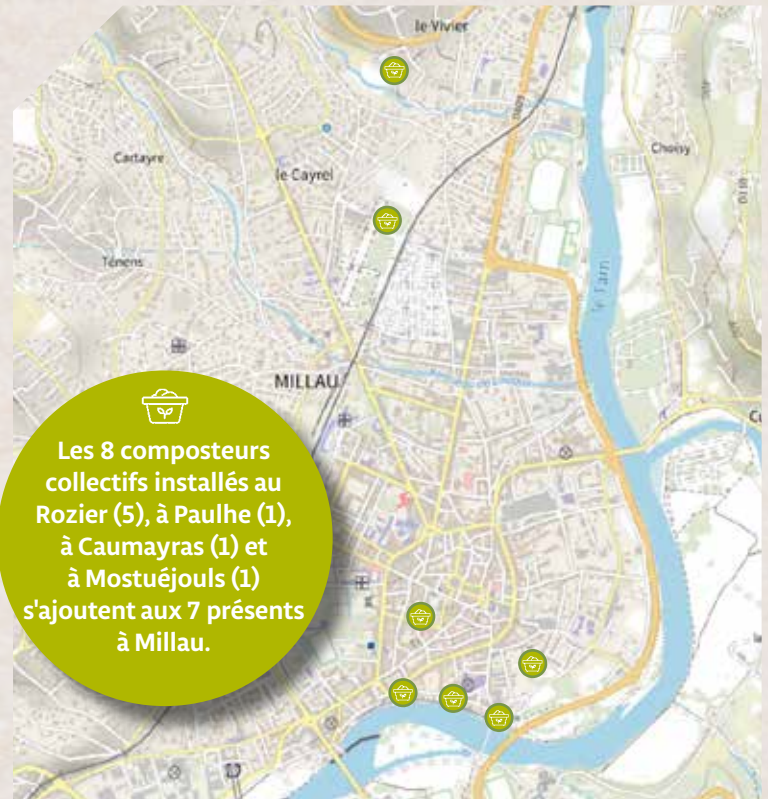 le Vivier
Cartayre
le Cayrel
Choisy
Ténens
le Tarn
MILLAU
Les 8 composteurs
collectifs installés au
Rozier (5), à Paulhe (1),
à Caumayras (1) et
à Mostuéjouls (1)
s'ajoutent aux 7 présents
à Millau.